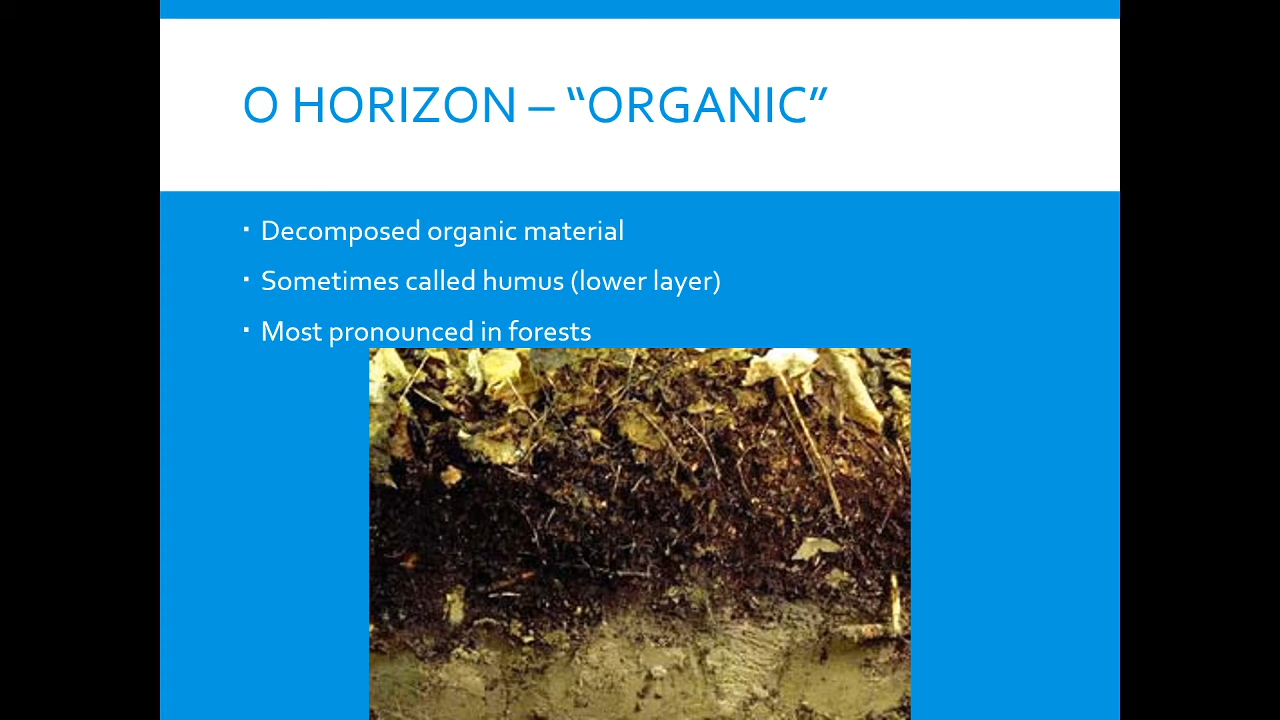 O HORIZON – “ORGANIC”
▪ Decomposed organic material
▪ Sometimes called humus (lower layer)
▪ Most pronounced in forests